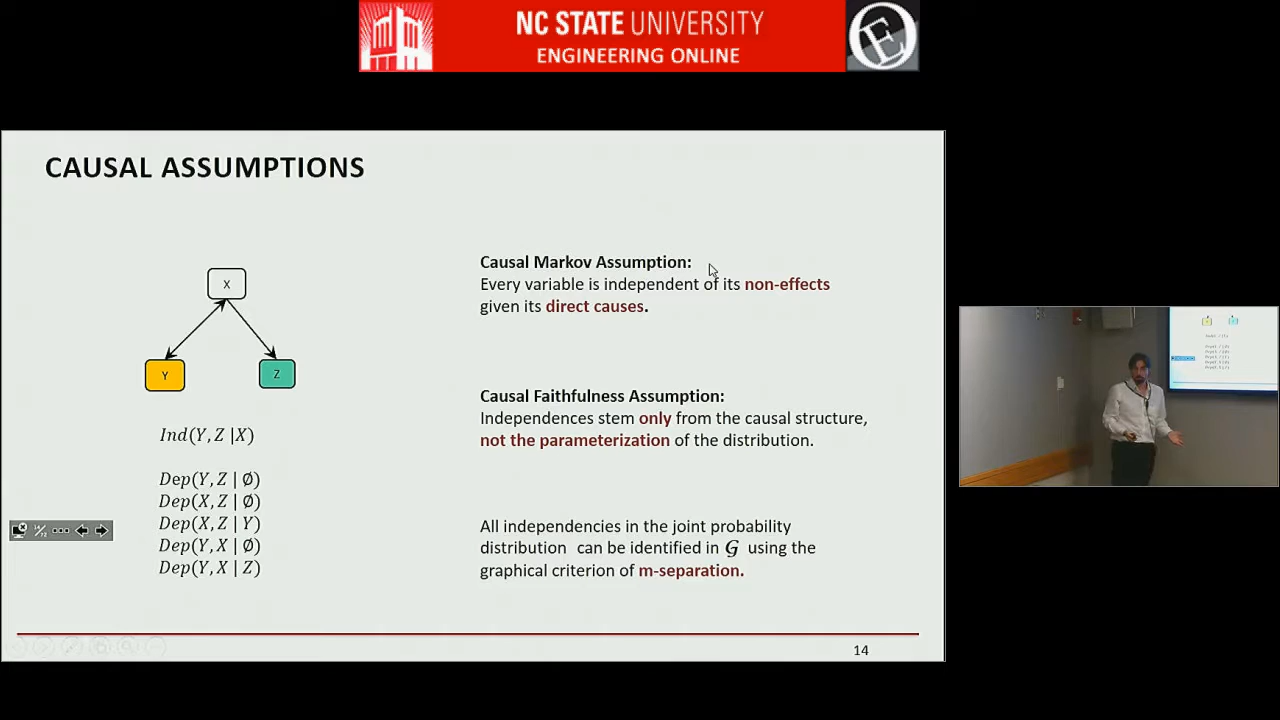 NC STATE UNIVERSITY
ENGINEERING ONLINE
CAUSAL ASSUMPTIONS
X
Y
Z
Ind(Y, Z |X)
Dep(Y, Z | ∅)
Dep(X, Z | ∅)
Dep(X, Z | Y)
Dep(Y, X | ∅)
Dep(Y, X | Z)
Causal Markov Assumption:
Every variable is independent of its non-effects
given its direct causes.
Causal Faithfulness Assumption:
Independences stem only from the causal structure,
not the parameterization of the distribution.
All independencies in the joint probability
distribution can be identified in 𝒢 using the
graphical criterion of m-separation.
14